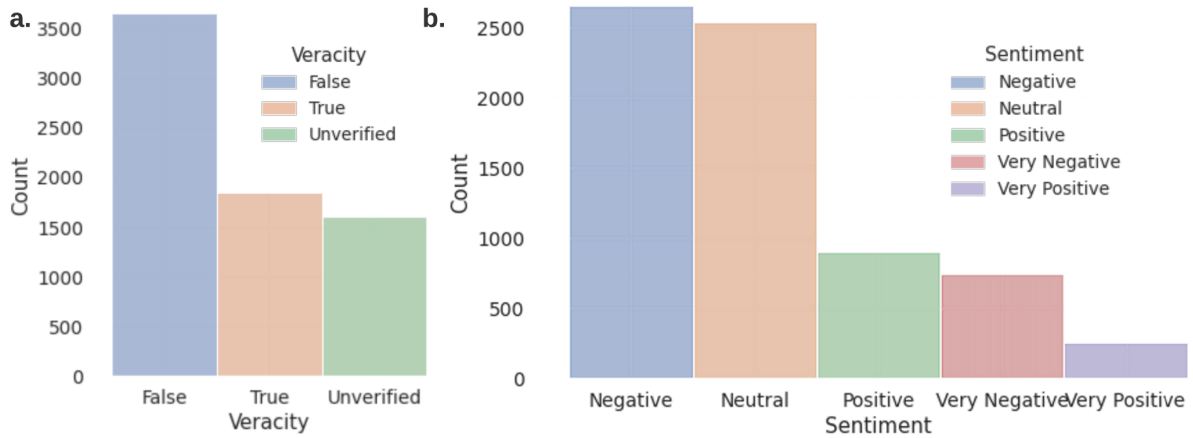 a.
Count
3500
3000
2500
2000
1500
1000
500
0
Veracity
False
True
Unverified
False True Unverified
Veracity
b.
Count
2500
2000
1500
1000
500
0
Sentiment
Negative
Neutral
Positive
Very Negative
Very Positive
Negative Neutral Positive Very Negative Very Positive
Sentiment